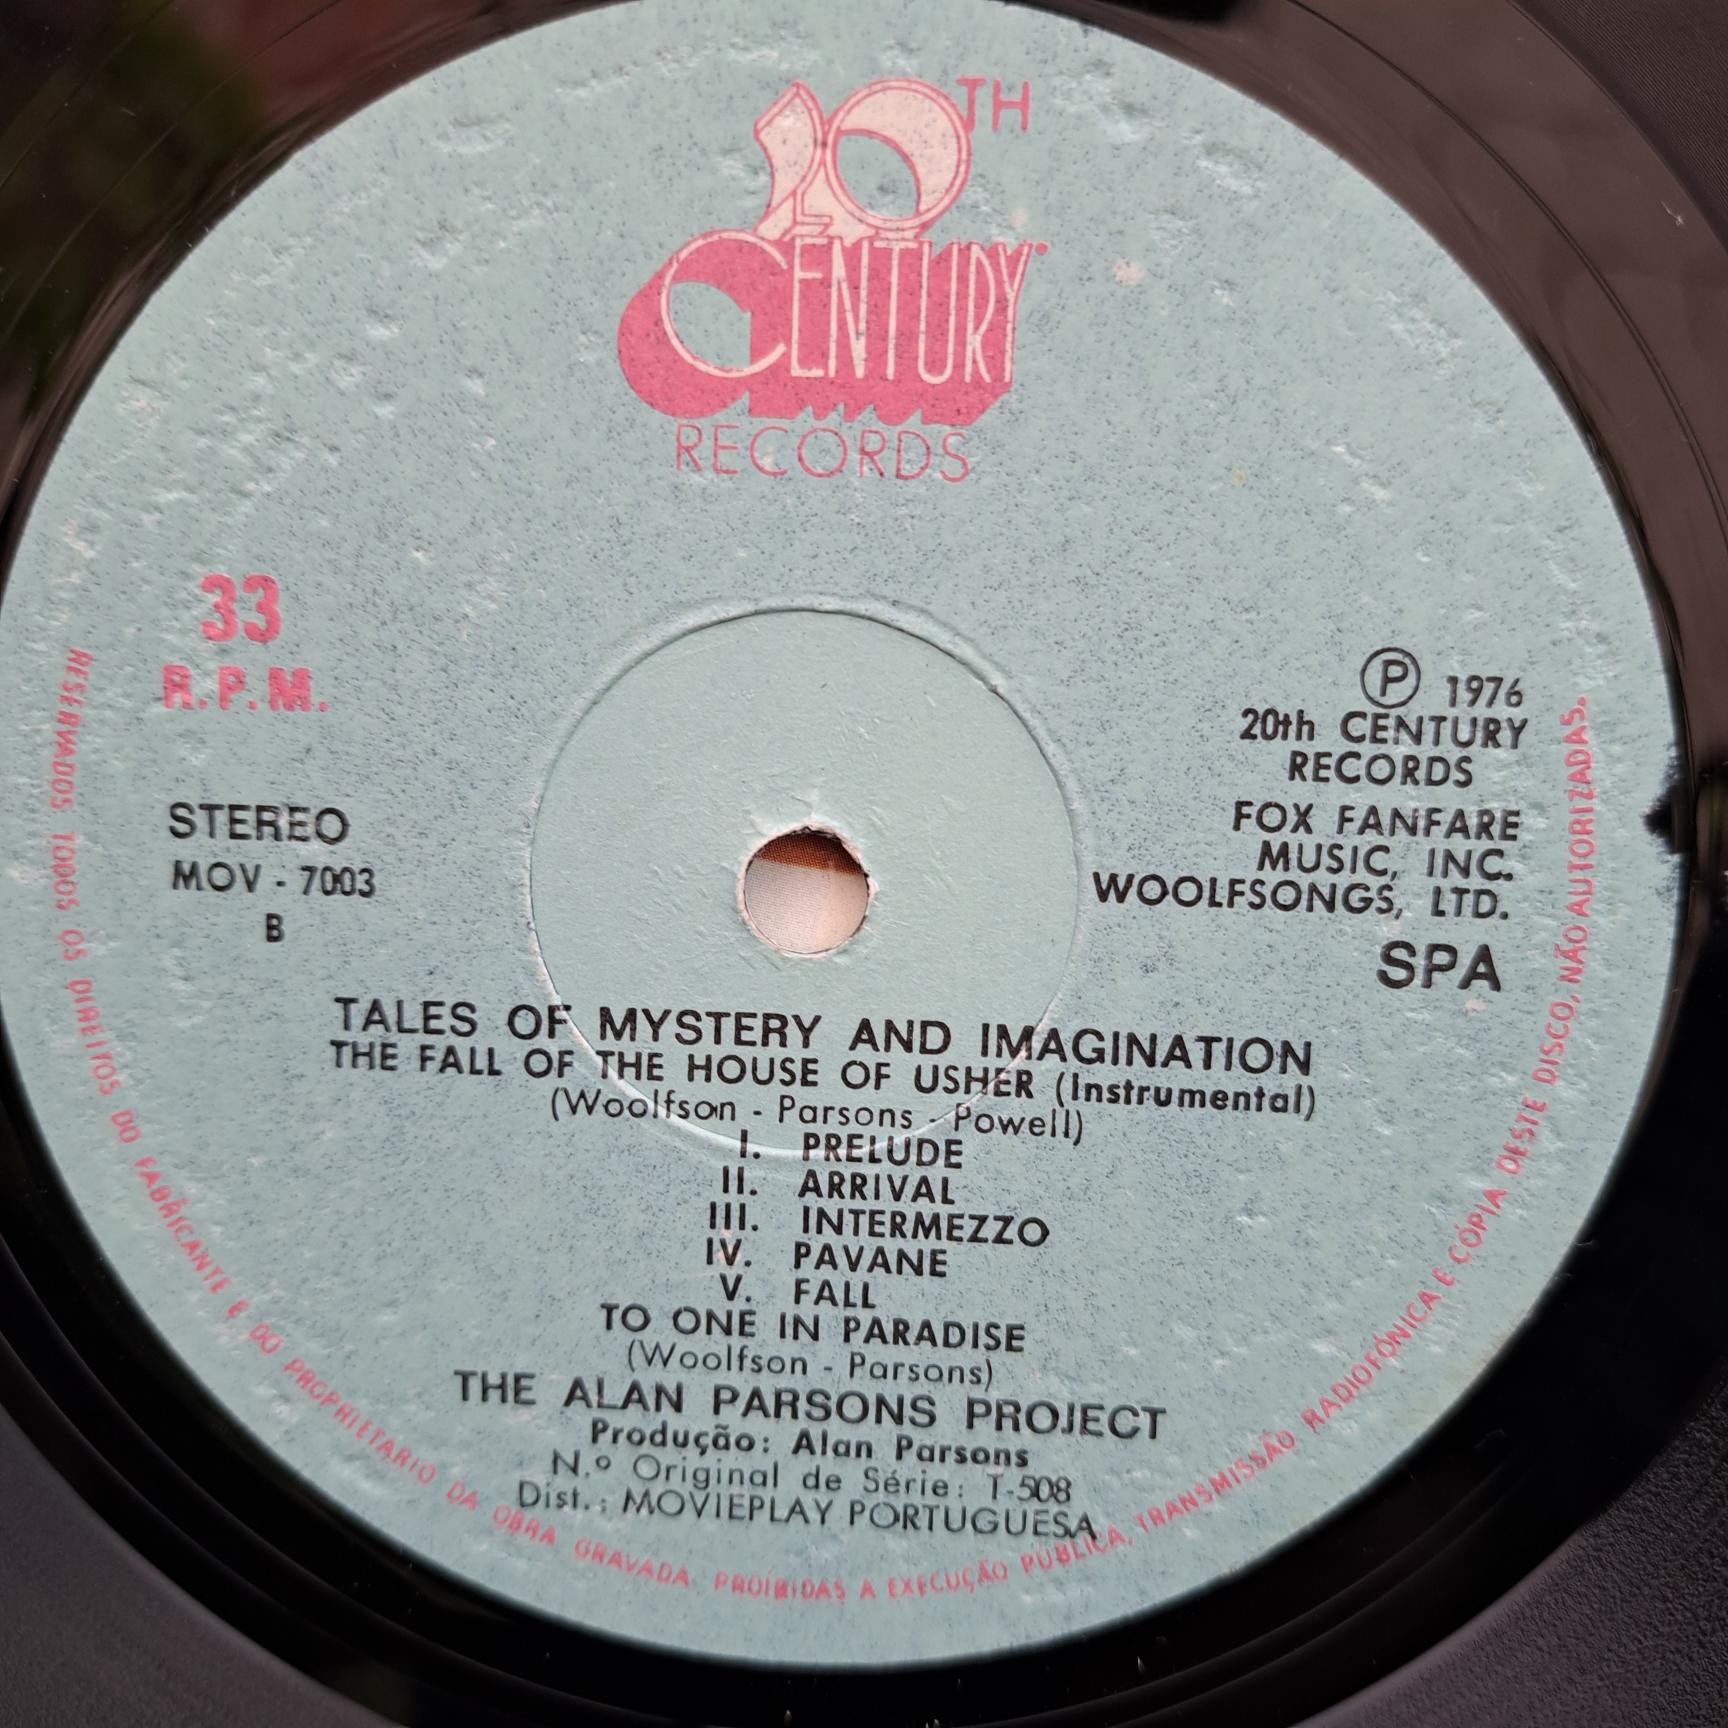 20TH
CENTURY
RECORDS
33
R.P.M.
STEREO
MOV - 7003
B
Ⓟ 1976
20th CENTURY
RECORDS
FOX FANFARE
MUSIC, INC.
WOOLFSONGS, LTD.
SPA
TALES OF MYSTERY AND IMAGINATION
THE FALL OF THE HOUSE OF USHER (Instrumental)
(Woolfson - Parsons - Powell)
I. PRELUDE
II. ARRIVAL
III. INTERMEZZO
IV. PAVANE
V. FALL
TO ONE IN PARADISE
(Woolfson - Parsons)
THE ALAN PARSONS PROJECT
Produção: Alan Parsons
N.º Original de Série: T-508
Dist.: MOVIEPLAY PORTUGUESA
RESERVADOS TODOS OS DIREITOS DO FABRICANTE E DO PROPRIETARIO DA OBRA GRAVADA. PROIBIDAS A EXECUÇÃO PÚBLICA, TRANSMISSÃO RADIOFÓNICA E CÓPIA DESTE DISCO, NÃO AUTORIZADAS.